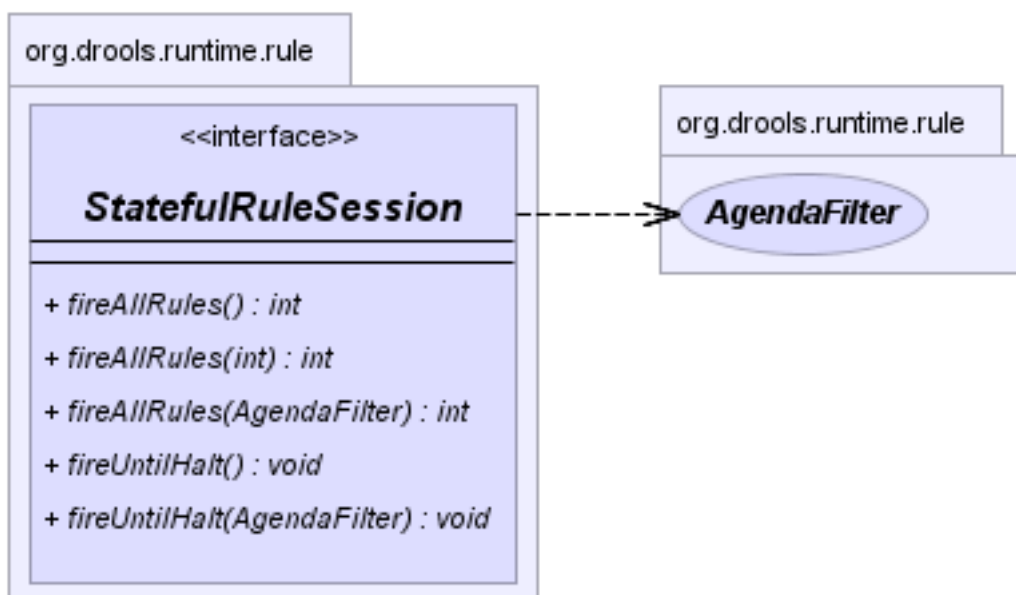 org.drools.runtime.rule
<<interface>>
StatefulRuleSession
+ fireAllRules() : int
+ fireAllRules(int) : int
+ fireAllRules(AgendaFilter) : int
+ fireUntilHalt() : void
+ fireUntilHalt(AgendaFilter) : void
org.drools.runtime.rule
AgendaFilter